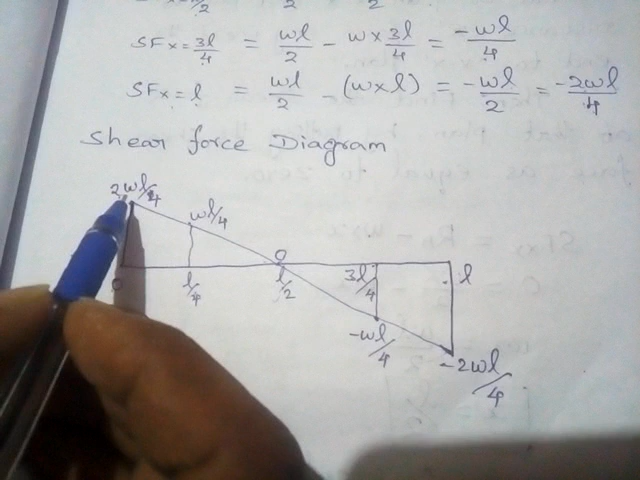 SFx=3l/4 = wl/2 - w×3l/4 = -wl/4
SFx=l = wl/2 - (w×l) = -wl/2 = -2wl/4
Shear force Diagram
2wl/4
wl/4
0
l
0
l/4
l/2
3l/4
-wl/4
-2wl/4